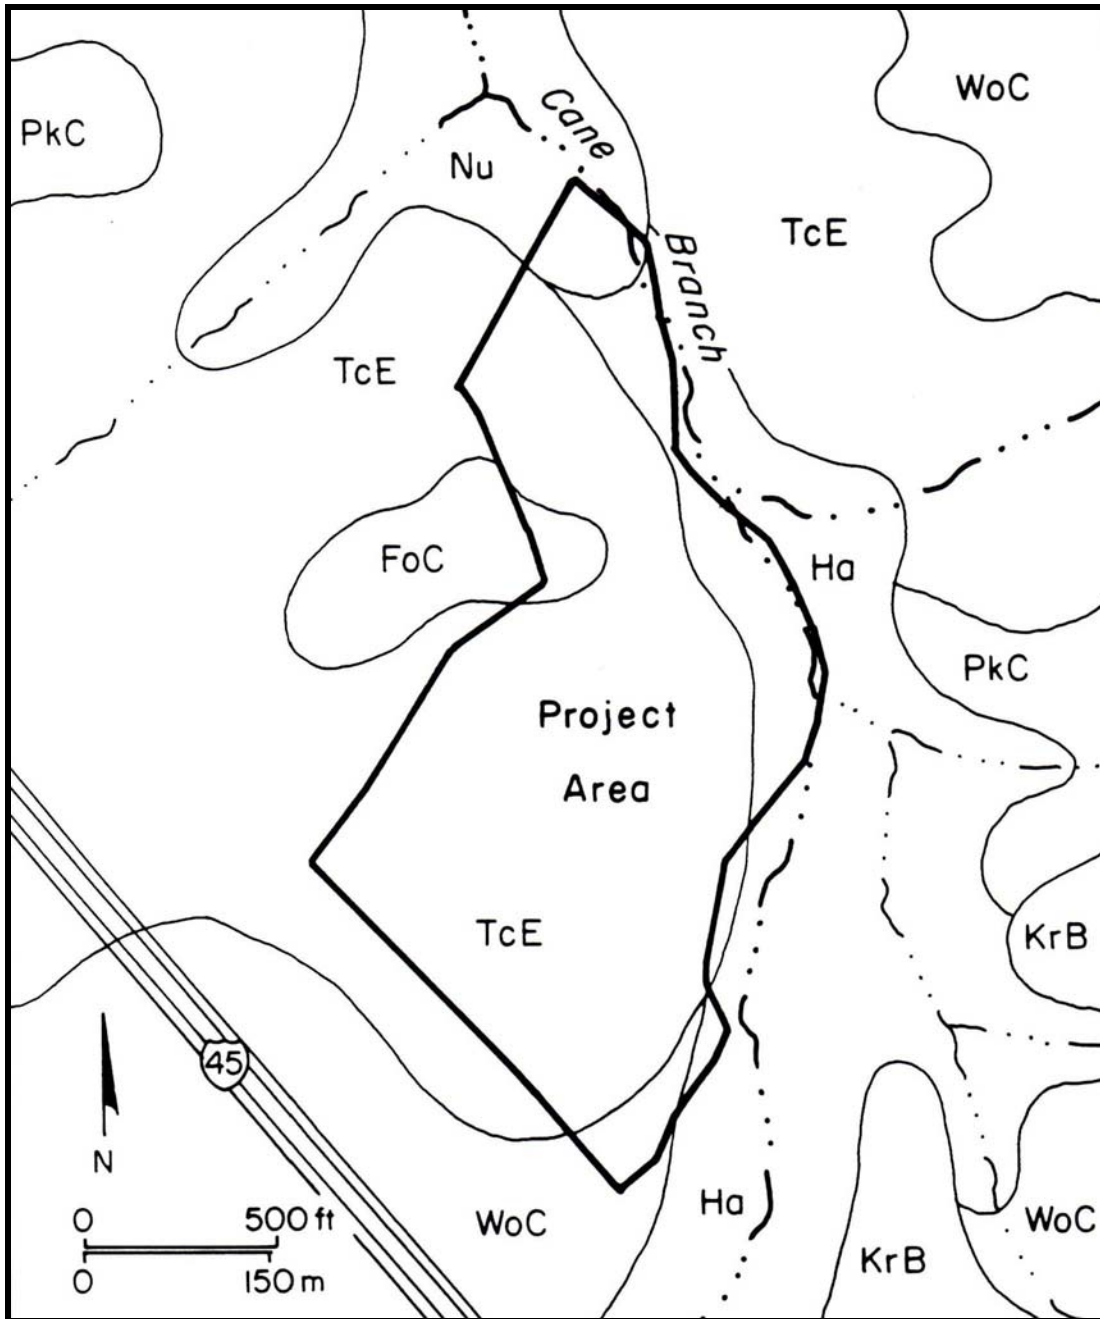 WoC
PkC
Cane
Nu
TcE
Branch
TcE
FoC
Ha
PkC
Project
Area
TcE
KrB
45
N
Ha
0 500 ft
WoC
WoC
KrB
0 150 m